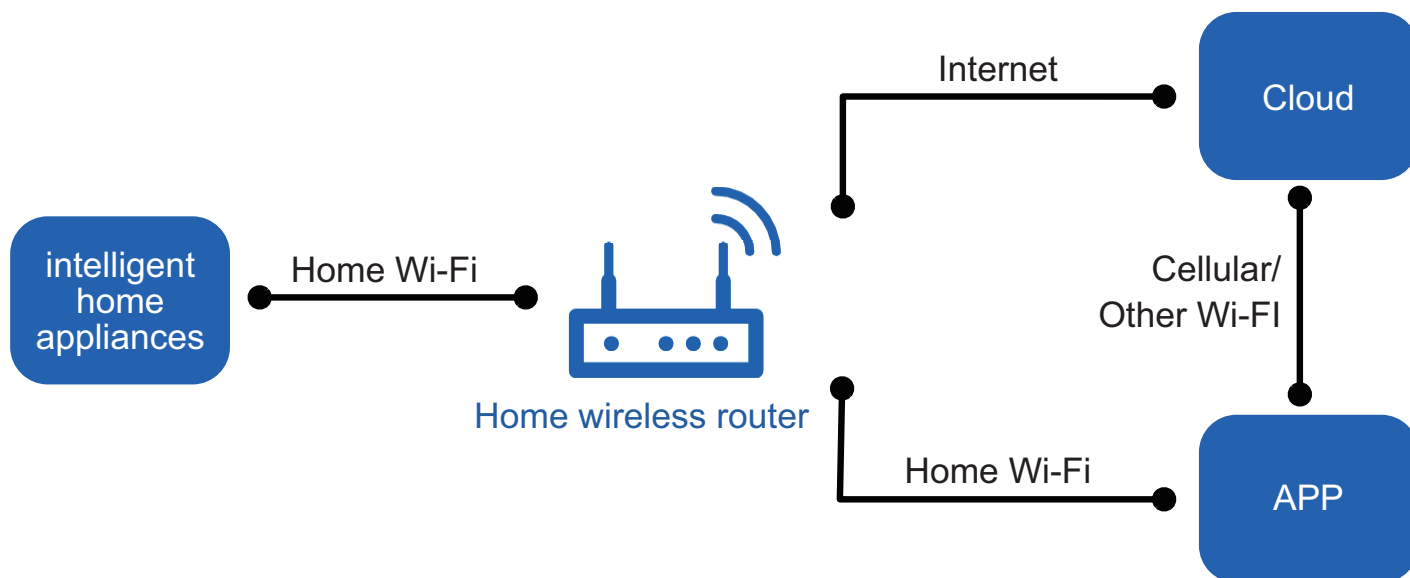 Internet
Cloud
intelligent
home
appliances
Home Wi-Fi
Cellular/
Other Wi-FI
Home wireless router
Home Wi-Fi
APP